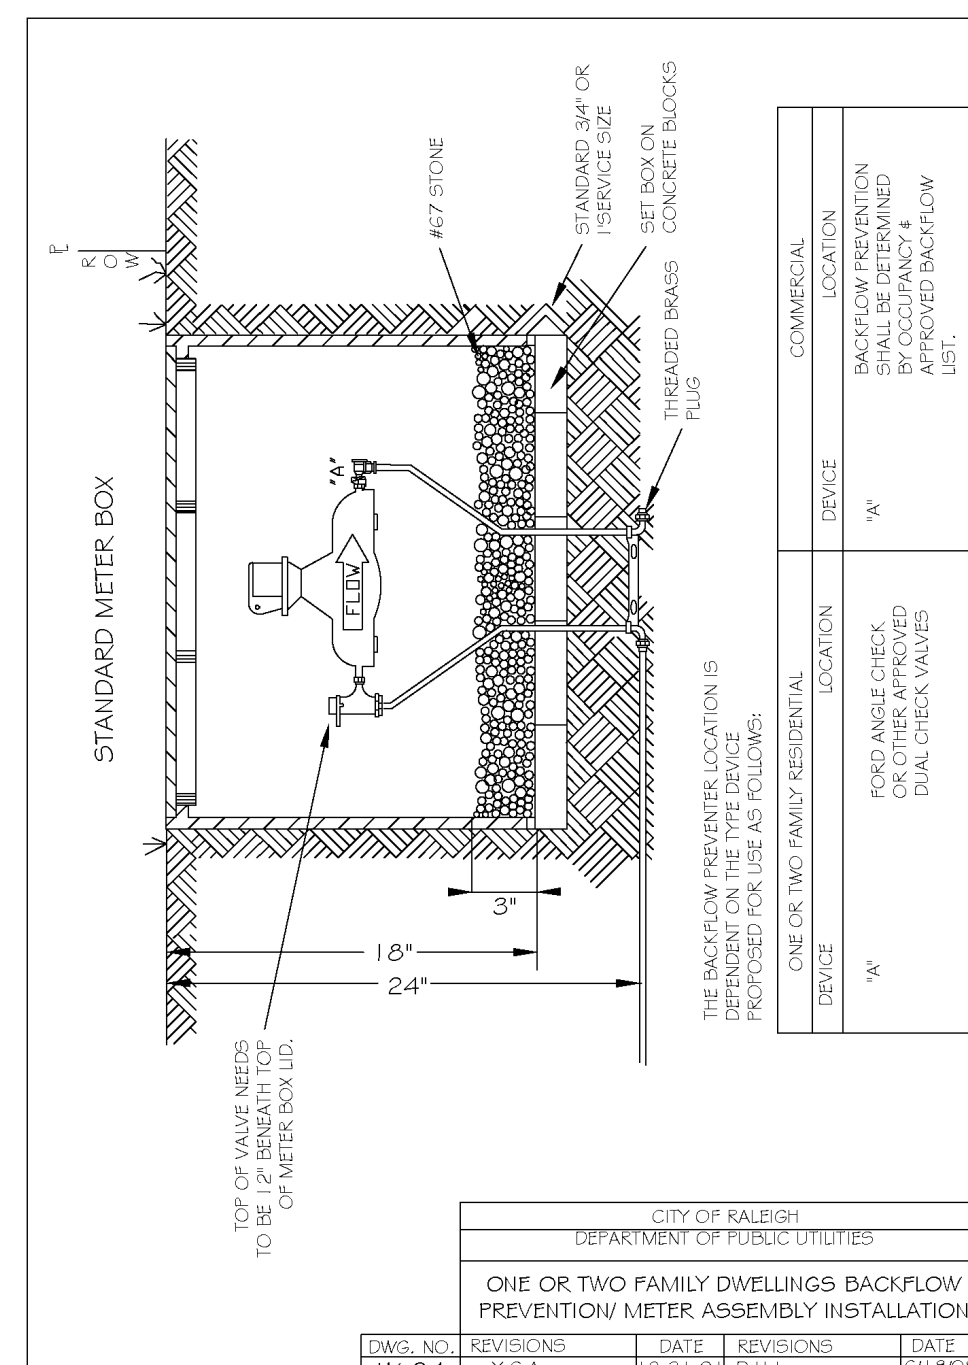 STANDARD METER BOX
P
L
R
O
W
#67 STONE
STANDARD 3/4" OR
1"SERVICE SIZE
SET BOX ON
CONCRETE BLOCKS
THREADED BRASS
PLUG
"A"
FLOW
TOP OF VALVE NEEDS
TO BE 12" BENEATH TOP
OF METER BOX LID.
3"
18"
24"
THE BACKFLOW PREVENTER LOCATION IS
DEPENDENT ON THE TYPE DEVICE
PROPOSED FOR USE AS FOLLOWS:
ONE OR TWO FAMILY RESIDENTIAL
COMMERCIAL
DEVICE
LOCATION
DEVICE
LOCATION
"A"
FORD ANGLE CHECK
OR OTHER APPROVED
DUAL CHECK VALVES
"A"
BACKFLOW PREVENTION
SHALL BE DETERMINED
BY OCCUPANCY &
APPROVED BACKFLOW
LIST.
CITY OF RALEIGH
DEPARTMENT OF PUBLIC UTILITIES
ONE OR TWO FAMILY DWELLINGS BACKFLOW
PREVENTION/ METER ASSEMBLY INSTALLATION
DWG. NO. REVISIONS DATE REVISIONS DATE